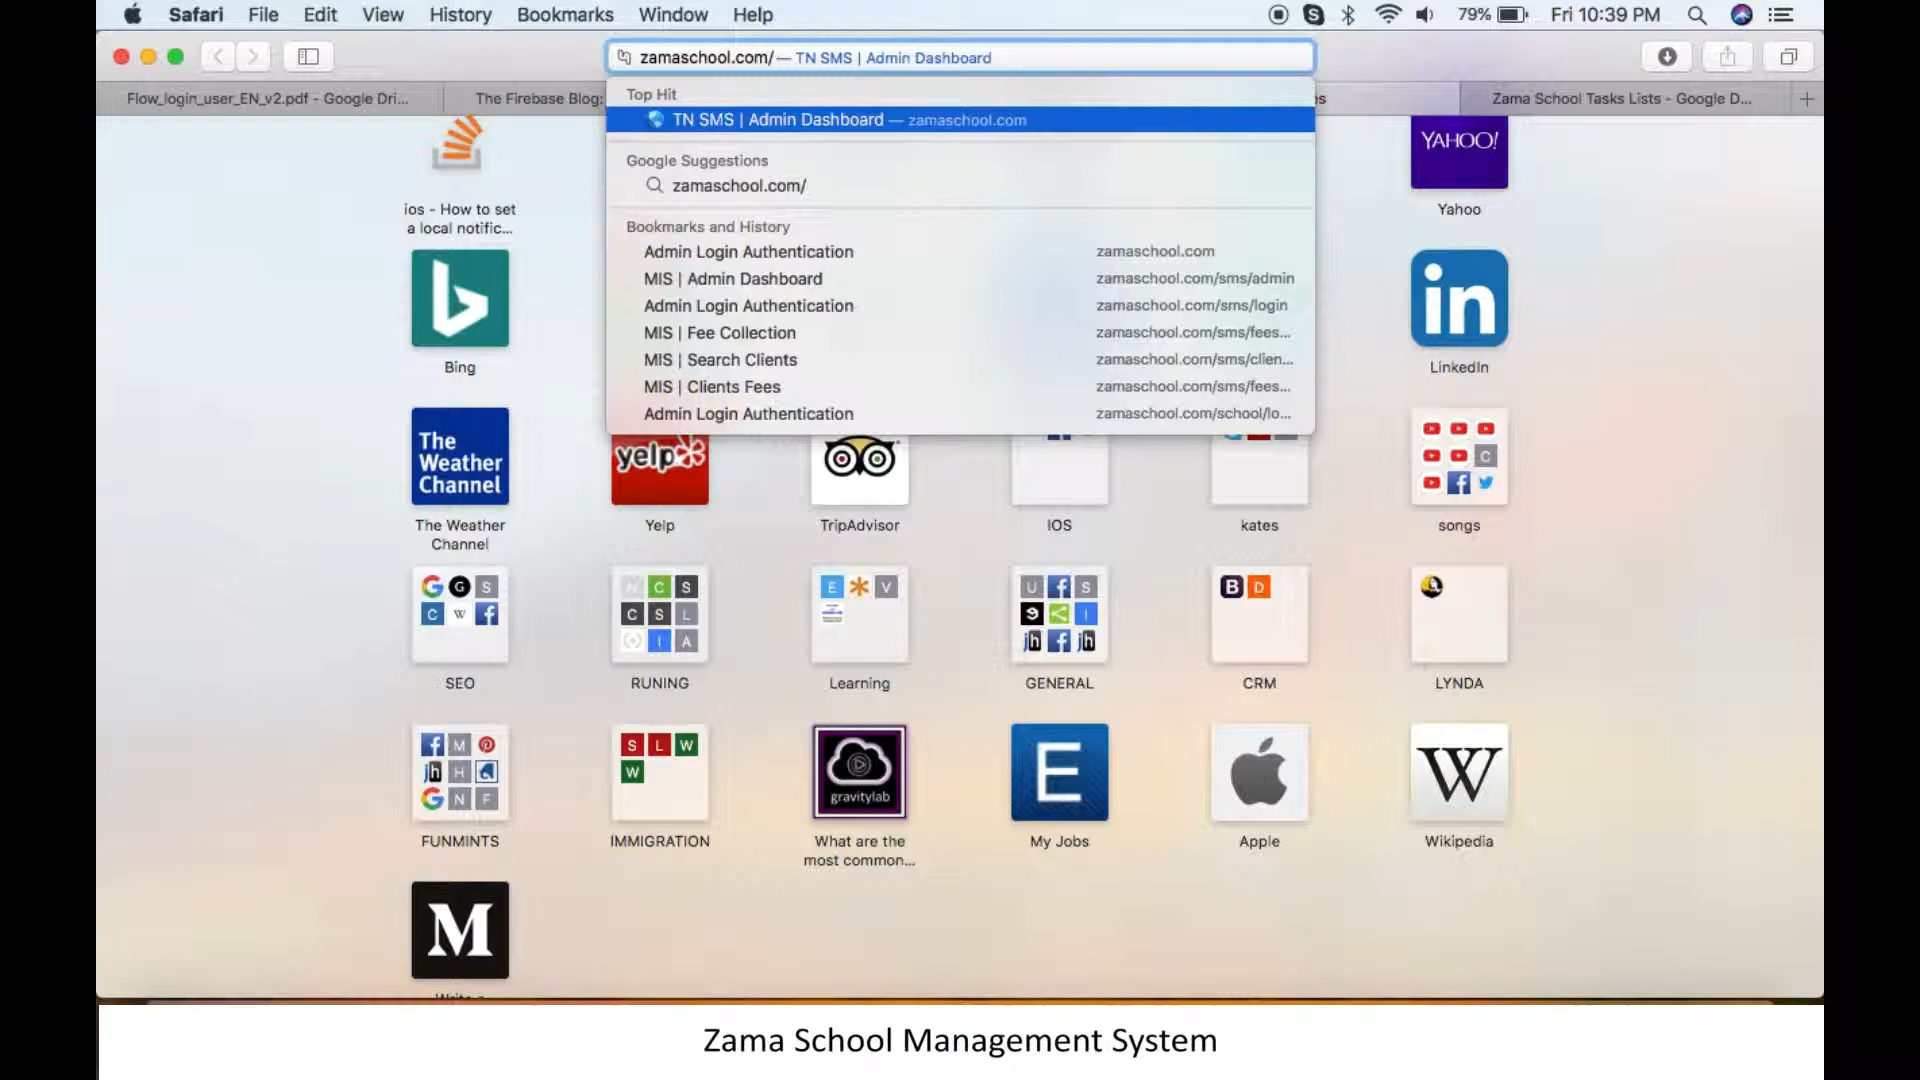 Safari File Edit View History Bookmarks Window Help 79% Fri 10:39 PM
zamaschool.com/ — TN SMS | Admin Dashboard
Flow_login_user_EN_v2.pdf - Google Dri... The Firebase Blog: es Zama School Tasks Lists - Google D...
Top Hit
TN SMS | Admin Dashboard — zamaschool.com
Google Suggestions
zamaschool.com/
Bookmarks and History
Admin Login Authentication zamaschool.com
MIS | Admin Dashboard zamaschool.com/sms/admin
Admin Login Authentication zamaschool.com/sms/login
MIS | Fee Collection zamaschool.com/sms/fees...
MIS | Search Clients zamaschool.com/sms/clien...
MIS | Clients Fees zamaschool.com/sms/fees...
Admin Login Authentication zamaschool.com/school/lo...
YAHOO!
ios - How to set
a local notific...
Yahoo
in
Bing
LinkedIn
The
Weather
Channel
yelp
C
The Weather
Channel
Yelp
TripAdvisor
IOS
kates
songs
G G S
C W f
N C S
C S L
I A
E V
U f S
9 I
jh f jh
B D
SEO
RUNING
Learning
GENERAL
CRM
LYNDA
f M
jh H
G N F
S L W
W
gravitylab
E
W
FUNMINTS
IMMIGRATION
What are the
most common...
My Jobs
Apple
Wikipedia
M
Zama School Management System